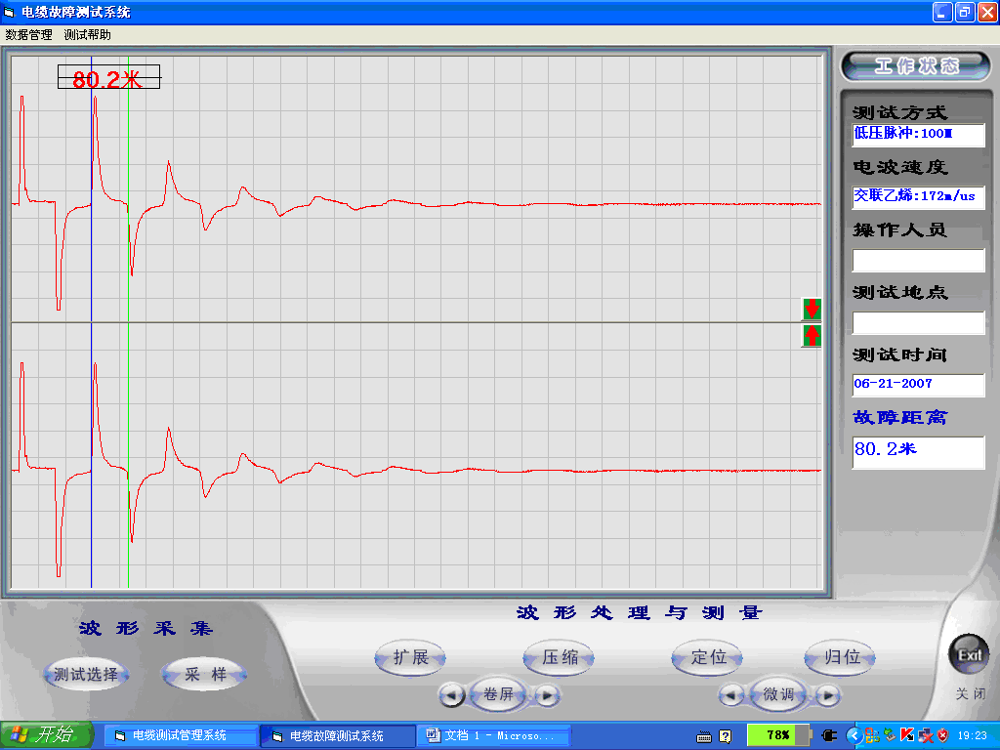 电缆故障测试系统
数据管理 测试帮助
80.2米
工作状态
测试方式
低压脉冲:100M
电波速度
交联乙烯:172m/us
操作人员
测试地点
测试时间
06-21-2007
故障距离
80.2米
波形采集
波形处理与测量
测试选择
采样
扩展
压缩
定位
归位
卷屏
微调
Exit
关闭
开始
电缆测试管理系统
电缆故障测试系统
文档 1 - Microso...
78%
19:23